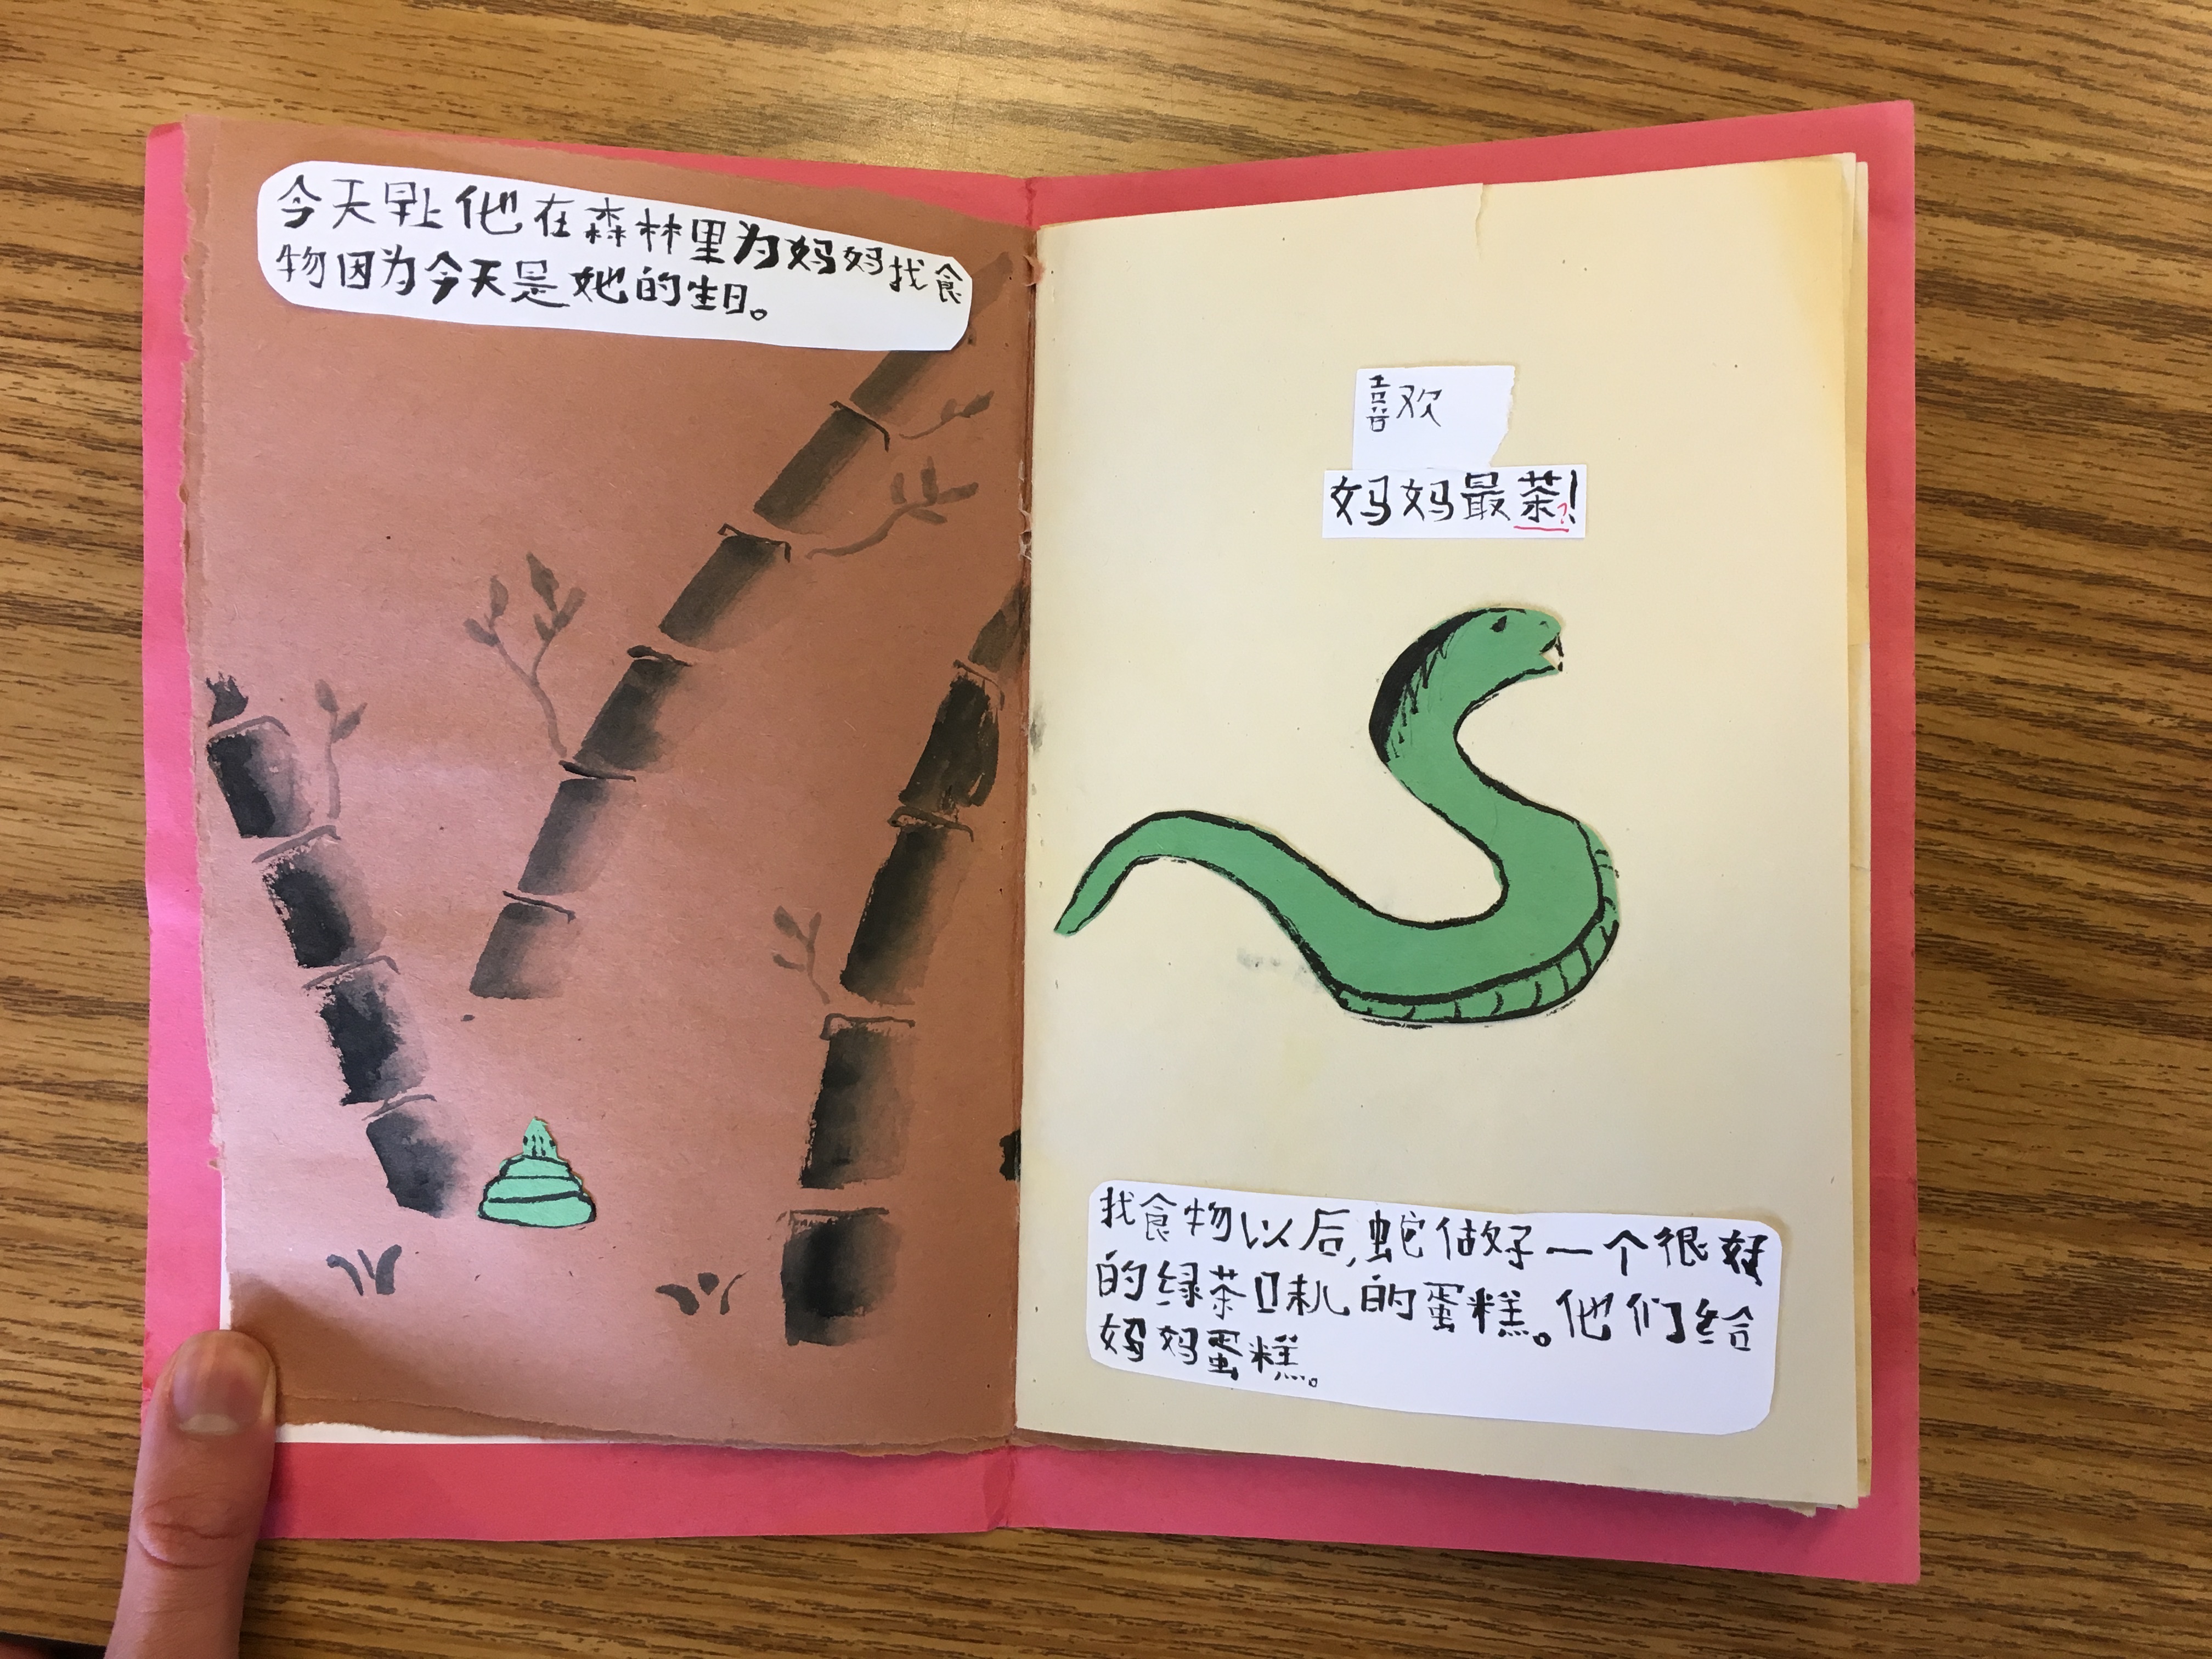 今天早上他在森林里为妈妈找食
物因为今天是她的生日。
喜欢
妈妈最茶?!
找食物以后,蛇做好一个很好
的绿茶味儿的蛋糕。他们给
妈妈蛋糕。